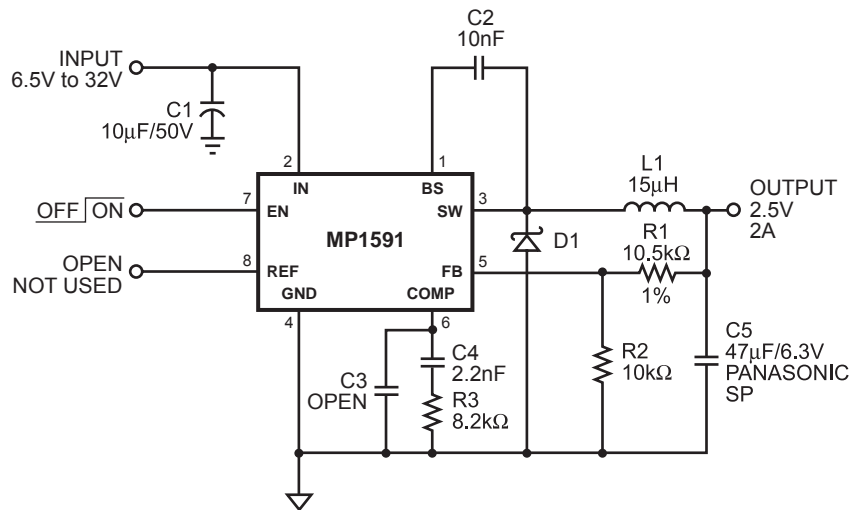 C2
10nF
INPUT
6.5V to 32V
C1
10µF/50V
2
1
IN
BS
L1
15µH
OUTPUT
2.5V
2A
7
3
OFF ON
EN
SW
MP1591
D1
R1
10.5kΩ
1%
OPEN
NOT USED
8
REF
FB
5
GND
COMP
4
6
C4
2.2nF
C3
OPEN
R3
8.2kΩ
R2
10kΩ
C5
47µF/6.3V
PANASONIC
SP